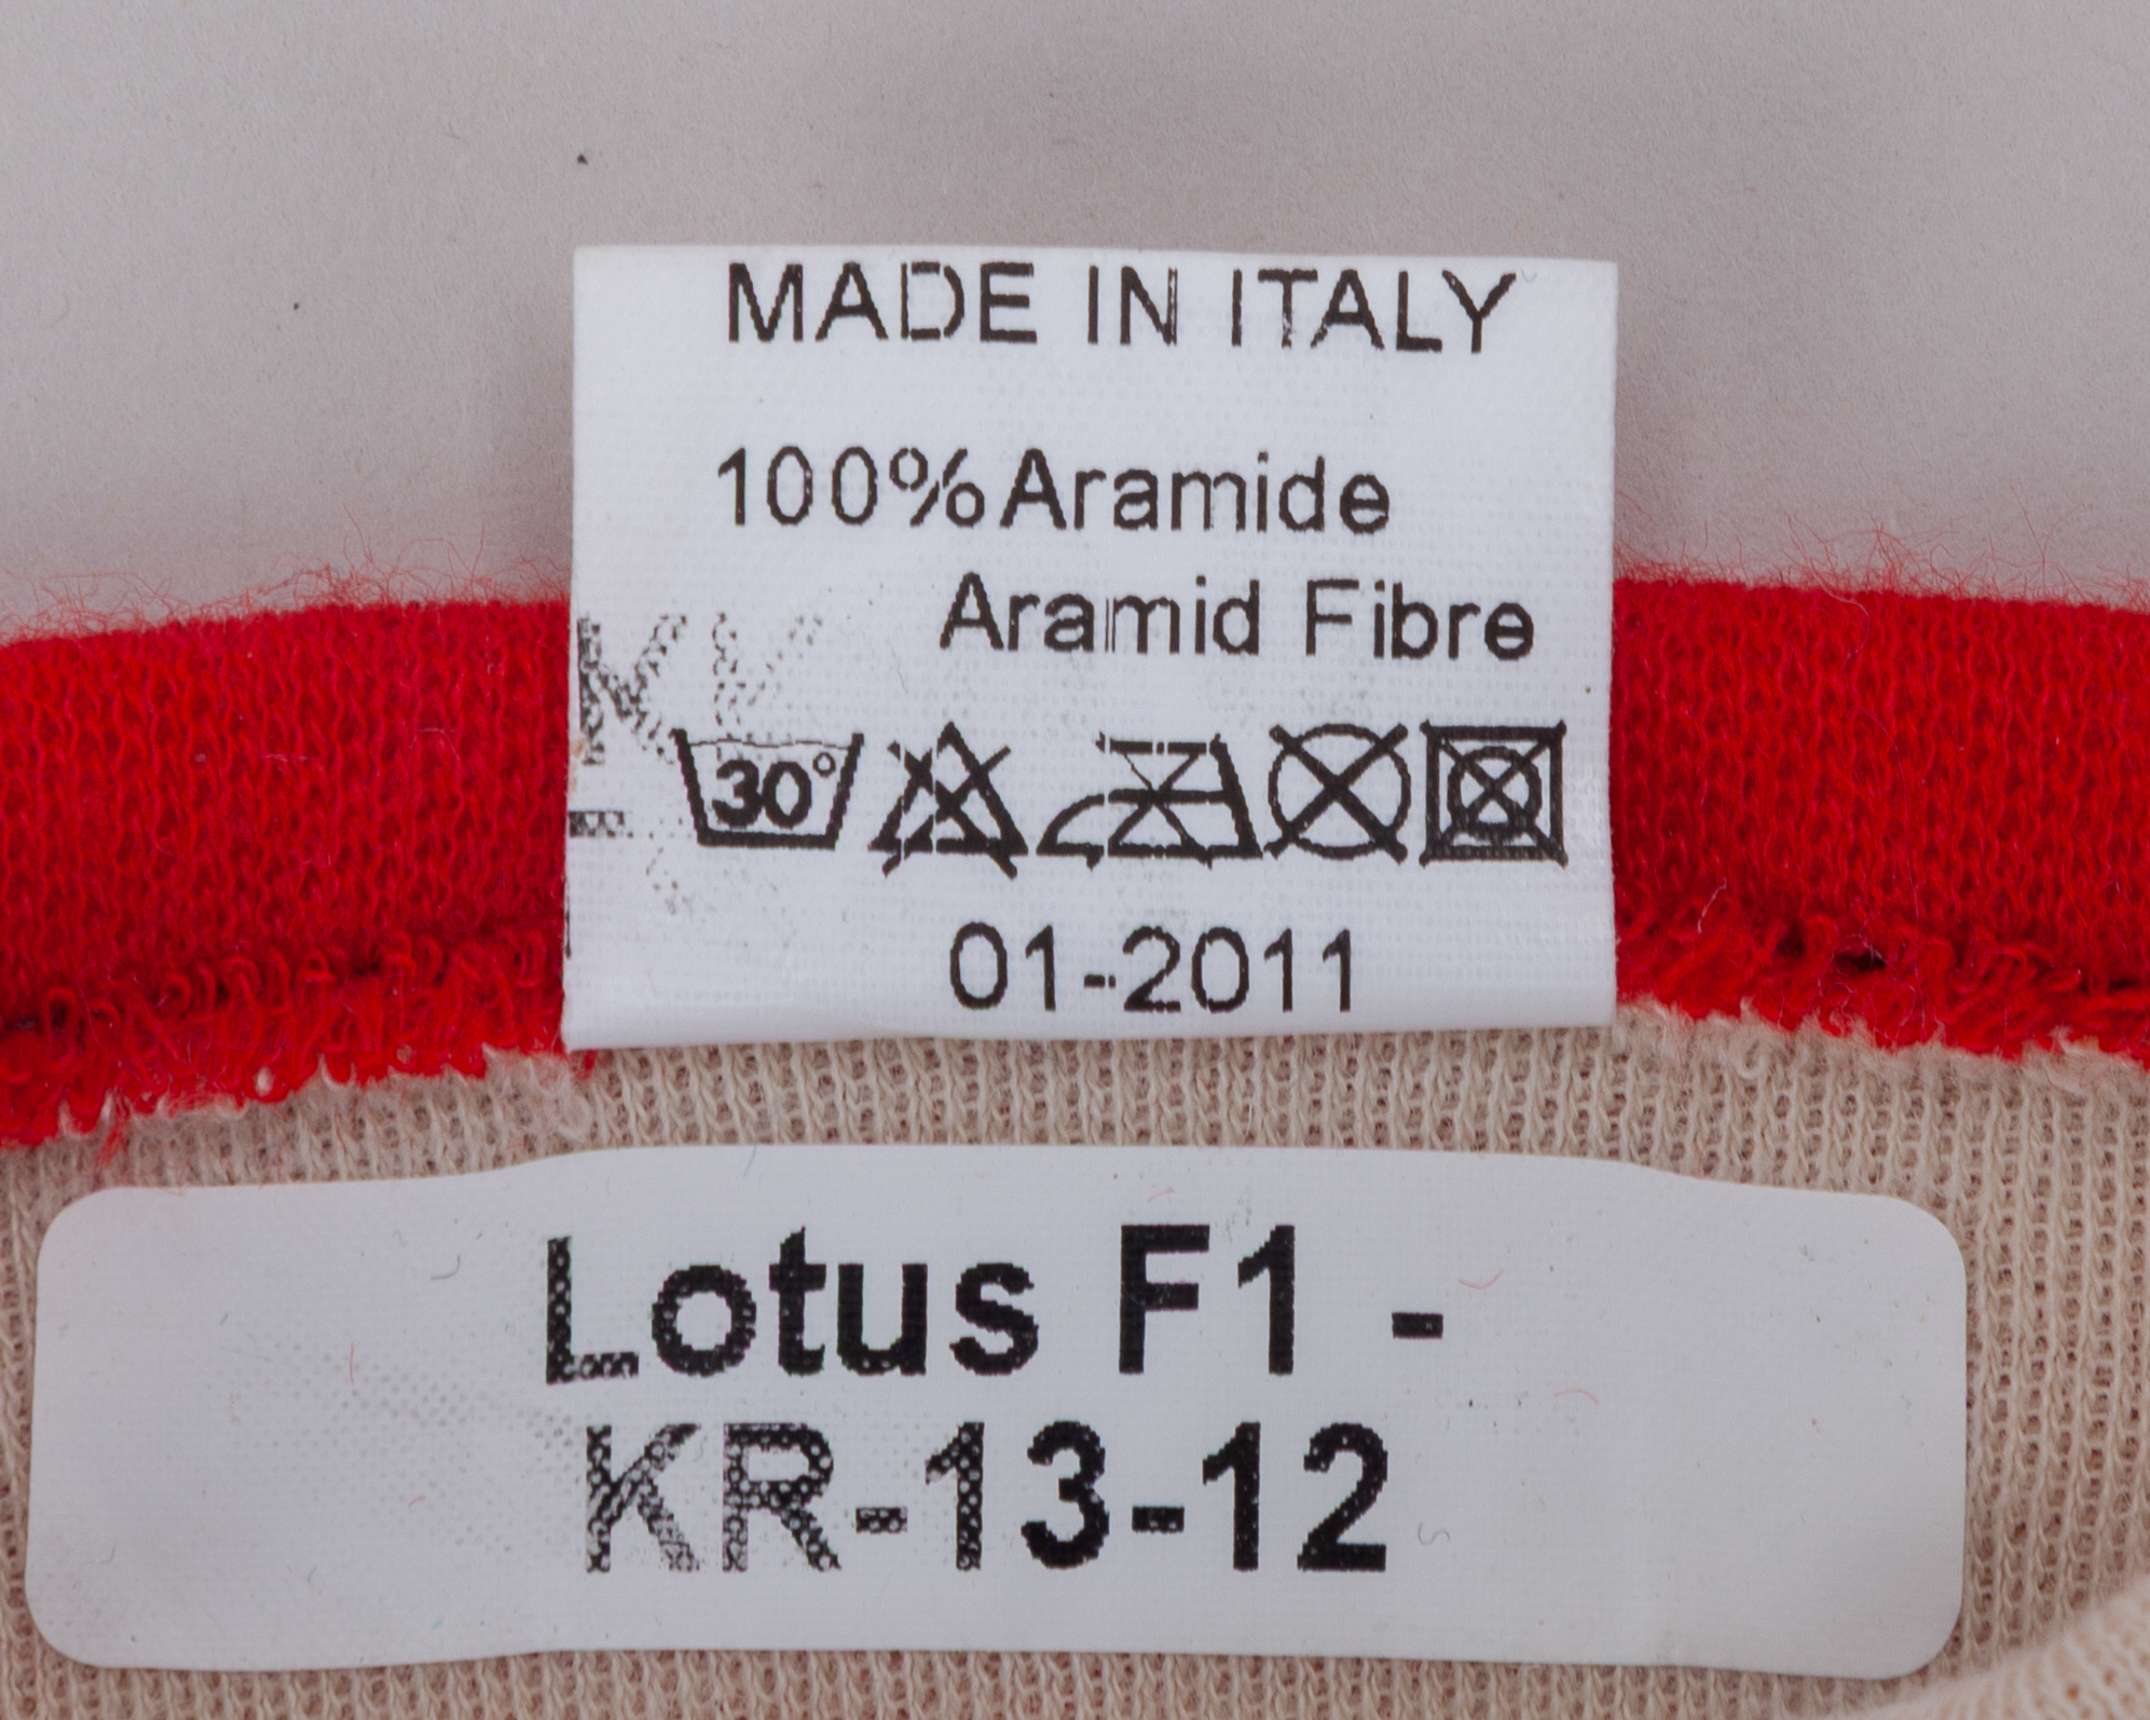 MADE IN ITALY
100%Aramide
Aramid Fibre
30°
01-2011
Lotus F1 -
KR-13-12